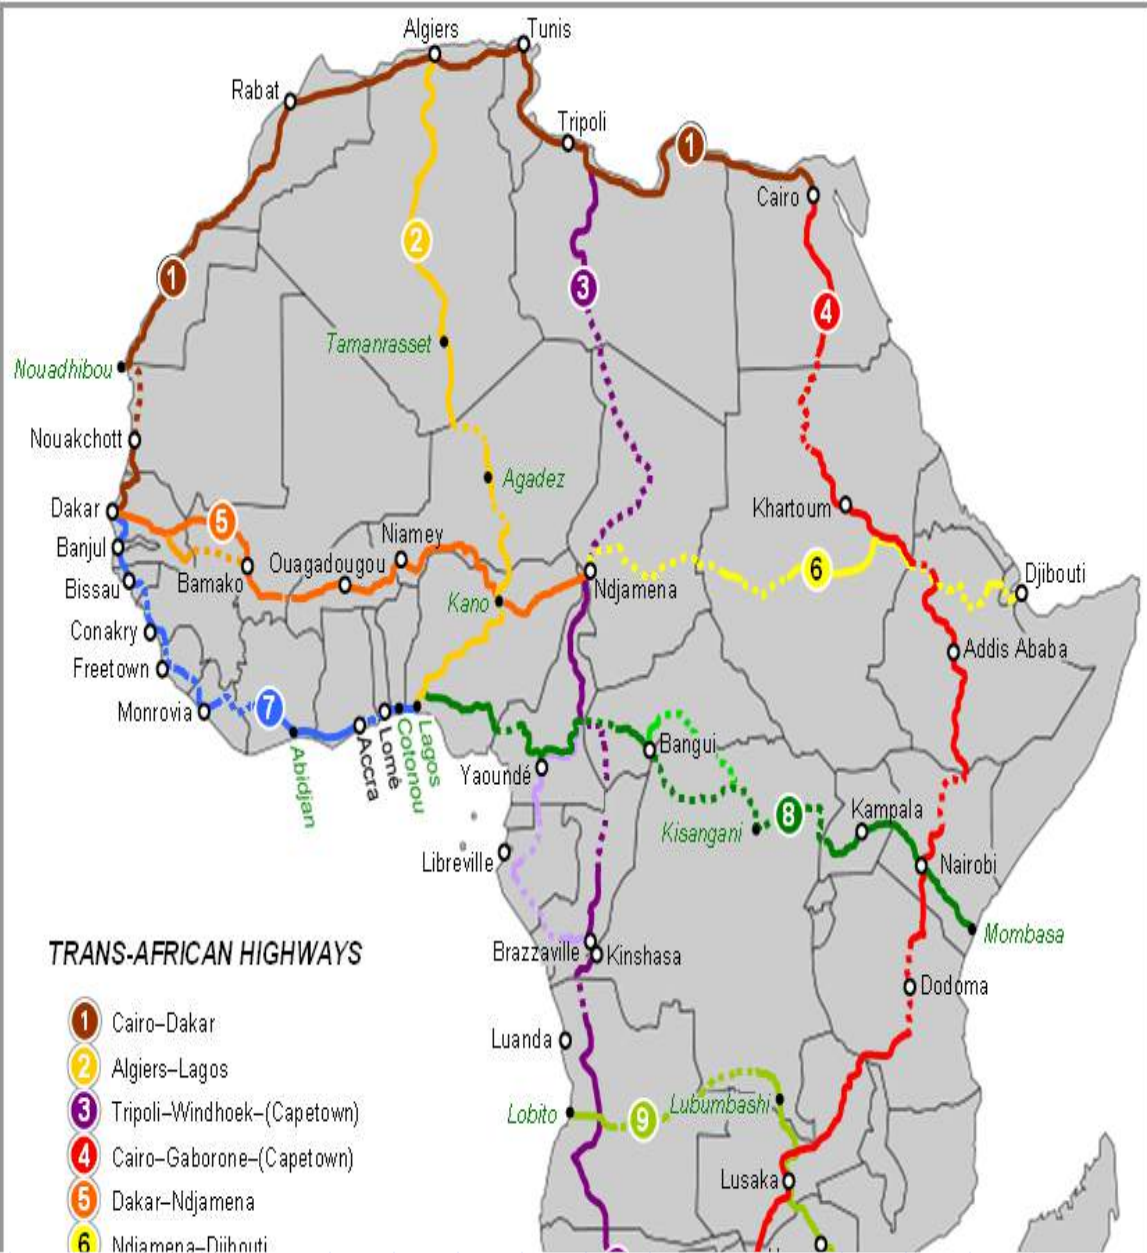 Algiers
Tunis
Rabat
Tripoli
1
Cairo
2
1
3
4
Tamanrasset
Nouadhibou
Nouakchott
Agadez
Dakar
5
Khartoum
Niamey
Banjul
Ouagadougou
6
Djibouti
Bissau
Bamako
Kano
Ndjamena
Conakry
Addis Ababa
Freetown
7
Monrovia
Abidjan
Accra
Lomé
Cotonou
Lagos
Bangui
Yaoundé
8
Kampala
Kisangani
Libreville
Nairobi
Mombasa
Brazzaville
Kinshasa
Dodoma
Luanda
Lobito
9
Lubumbashi
Lusaka
TRANS-AFRICAN HIGHWAYS
1 Cairo–Dakar
2 Algiers–Lagos
3 Tripoli–Windhoek–(Capetown)
4 Cairo–Gaborone–(Capetown)
5 Dakar–Ndjamena
6 Ndjamena–Djibouti